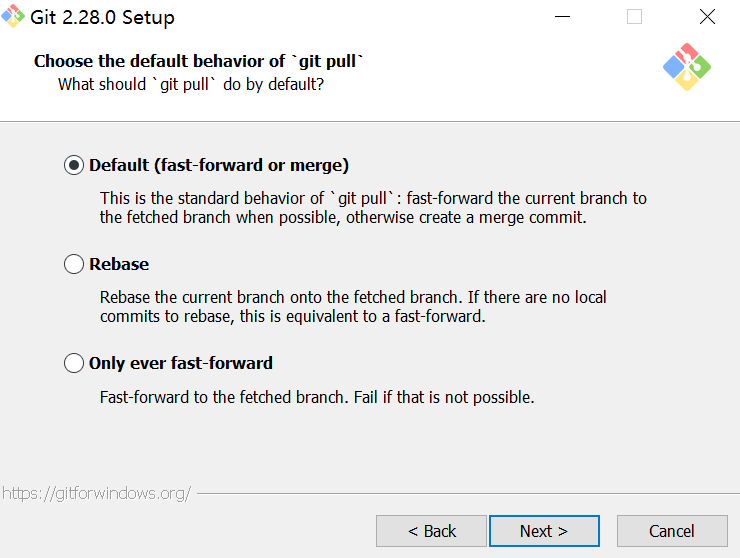 Git 2.28.0 Setup
Choose the default behavior of `git pull`
What should `git pull` do by default?
Default (fast-forward or merge)
This is the standard behavior of `git pull`: fast-forward the current branch to
the fetched branch when possible, otherwise create a merge commit.
Rebase
Rebase the current branch onto the fetched branch. If there are no local
commits to rebase, this is equivalent to a fast-forward.
Only ever fast-forward
Fast-forward to the fetched branch. Fail if that is not possible.
https://gitforwindows.org/
< Back
Next >
Cancel